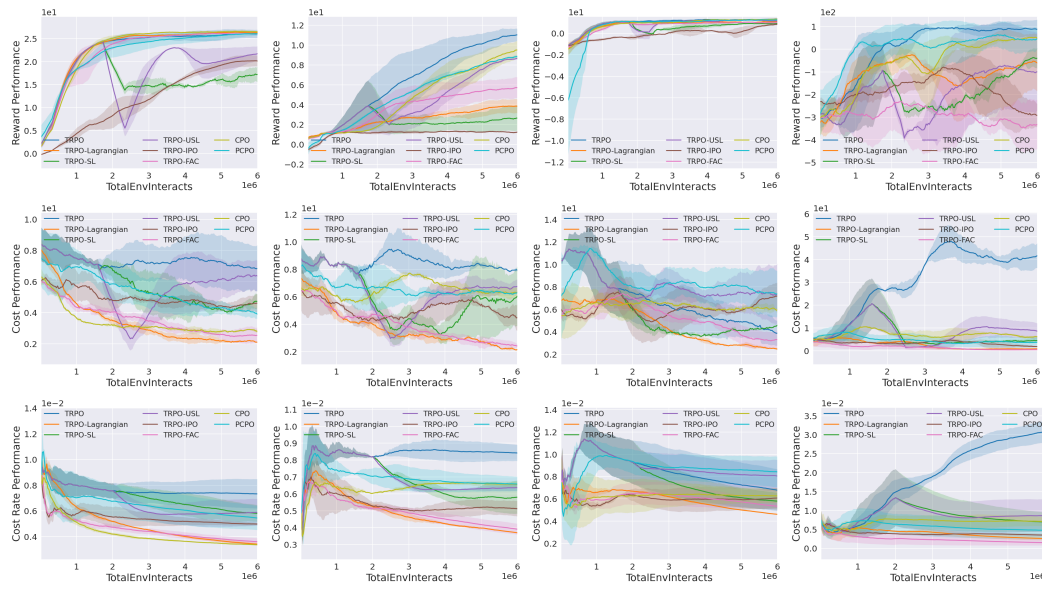 1e1
Reward Performance
2.5
2.0
1.5
1.0
0.5
0.0
TRPO TRPO-USL CPO
TRPO-Lagrangian TRPO-IPO PCPO
TRPO-SL TRPO-FAC
1 2 3 4 5 6
TotalEnvInteracts
1e6
1e1
Reward Performance
1.2
1.0
0.8
0.6
0.4
0.2
0.0
−0.2
TRPO TRPO-USL CPO
TRPO-Lagrangian TRPO-IPO PCPO
TRPO-SL TRPO-FAC
1 2 3 4 5 6
TotalEnvInteracts
1e6
1e1
Reward Performance
0.0
−0.2
−0.4
−0.6
−0.8
−1.0
−1.2
TRPO TRPO-USL CPO
TRPO-Lagrangian TRPO-IPO PCPO
TRPO-SL TRPO-FAC
1 2 3 4 5 6
TotalEnvInteracts
1e6
1e2
Reward Performance
1
0
−1
−2
−3
−4
−5
TRPO TRPO-USL CPO
TRPO-Lagrangian TRPO-IPO PCPO
TRPO-SL TRPO-FAC
1 2 3 4 5 6
TotalEnvInteracts
1e6
1e1
Cost Performance
1.0
0.8
0.6
0.4
0.2
TRPO TRPO-USL CPO
TRPO-Lagrangian TRPO-IPO PCPO
TRPO-SL TRPO-FAC
1 2 3 4 5 6
TotalEnvInteracts
1e6
1e1
Cost Performance
1.2
1.0
0.8
0.6
0.4
0.2
TRPO TRPO-USL CPO
TRPO-Lagrangian TRPO-IPO PCPO
TRPO-SL TRPO-FAC
1 2 3 4 5 6
TotalEnvInteracts
1e6
1e1
Cost Performance
1.4
1.2
1.0
0.8
0.6
0.4
0.2
TRPO TRPO-USL CPO
TRPO-Lagrangian TRPO-IPO PCPO
TRPO-SL TRPO-FAC
1 2 3 4 5 6
TotalEnvInteracts
1e6
6 1e1
Cost Performance
5
4
3
2
1
0
TRPO TRPO-USL CPO
TRPO-Lagrangian TRPO-IPO PCPO
TRPO-SL TRPO-FAC
1 2 3 4 5 6
TotalEnvInteracts
1e6
1e−2
Cost Rate Performance
1.4
1.2
1.0
0.8
0.6
0.4
TRPO TRPO-USL CPO
TRPO-Lagrangian TRPO-IPO PCPO
TRPO-SL TRPO-FAC
1 2 3 4 5 6
TotalEnvInteracts
1e6
1e−2
Cost Rate Performance
1.1
1.0
0.9
0.8
0.7
0.6
0.5
0.4
0.3
TRPO TRPO-USL CPO
TRPO-Lagrangian TRPO-IPO PCPO
TRPO-SL TRPO-FAC
1 2 3 4 5 6
TotalEnvInteracts
1e6
1e−2
Cost Rate Performance
1.4
1.2
1.0
0.8
0.6
0.4
0.2
TRPO TRPO-USL CPO
TRPO-Lagrangian TRPO-IPO PCPO
TRPO-SL TRPO-FAC
1 2 3 4 5 6
TotalEnvInteracts
1e6
1e−2
Cost Rate Performance
3.5
3.0
2.5
2.0
1.5
1.0
0.5
0.0
TRPO TRPO-USL CPO
TRPO-Lagrangian TRPO-IPO PCPO
TRPO-SL TRPO-FAC
1 2 3 4 5 6
TotalEnvInteracts
1e6